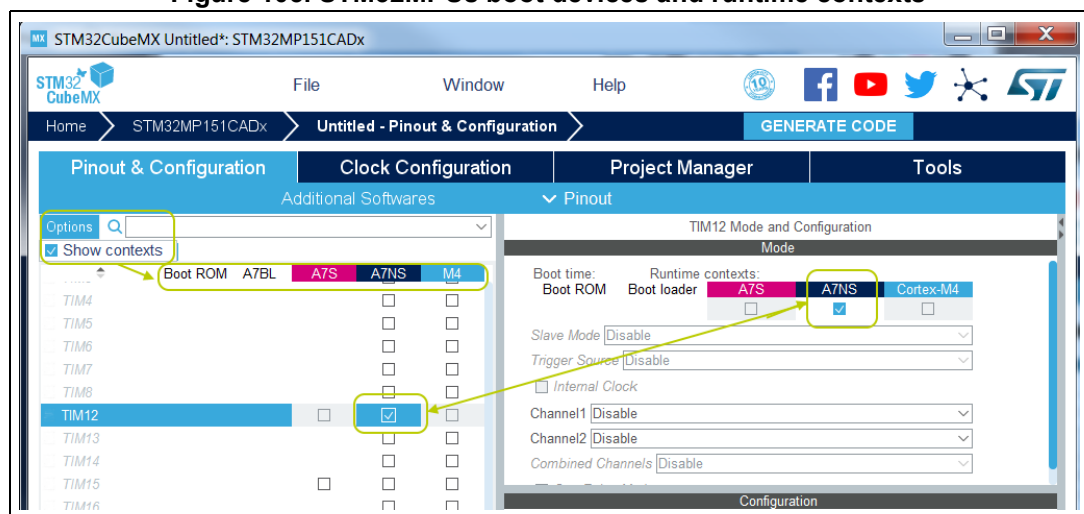 STM32CubeMX Untitled*: STM32MP151CADx
STM32
CubeMX
File
Window
Help
10
Home
STM32MP151CADx
Untitled - Pinout & Configuration
GENERATE CODE
Pinout & Configuration
Clock Configuration
Project Manager
Tools
Additional Softwares
Pinout
Options
Show contexts
Boot ROM A7BL A7S A7NS M4
TIM4
TIM5
TIM6
TIM7
TIM8
TIM12
TIM13
TIM14
TIM15
TIM16
TIM12 Mode and Configuration
Mode
Boot time: Runtime contexts:
Boot ROM Boot loader A7S A7NS Cortex-M4
Slave Mode Disable
Trigger Source Disable
Internal Clock
Channel1 Disable
Channel2 Disable
Combined Channels Disable
Configuration